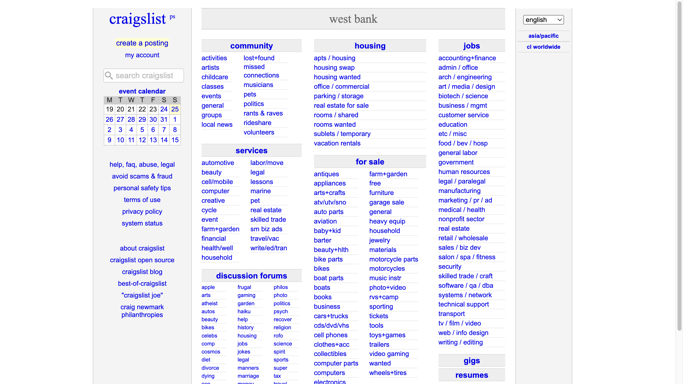 craigslist ps
create a posting
my account
search craigslist
event calendar
M T W T F S S
19 20 21 22 23 24 25
26 27 28 29 30 31 1
2 3 4 5 6 7 8
9 10 11 12 13 14 15
help, faq, abuse, legal
avoid scams & fraud
personal safety tips
terms of use
privacy policy
system status
about craigslist
craigslist open source
craigslist blog
best-of-craigslist
"craigslist joe"
craig newmark
philanthropies
west bank
community
activities
artists
childcare
classes
events
general
groups
local news
lost+found
missed
connections
musicians
pets
politics
rants & raves
rideshare
volunteers
services
automotive
beauty
cell/mobile
computer
creative
cycle
event
farm+garden
financial
health/well
household
labor/move
legal
lessons
marine
pet
real estate
skilled trade
sm biz ads
travel/vac
write/ed/tran
discussion forums
apple
arts
atheist
autos
beauty
bikes
celebs
comp
cosmos
diet
divorce
dying
frugal
gaming
garden
haiku
help
history
housing
jobs
jokes
legal
manners
marriage
philos
photo
politics
psych
recover
religion
rofo
science
spirit
sports
super
tax
housing
apts / housing
housing swap
housing wanted
office / commercial
parking / storage
real estate for sale
rooms / shared
rooms wanted
sublets / temporary
vacation rentals
for sale
antiques
appliances
arts+crafts
atv/utv/sno
auto parts
aviation
baby+kid
barter
beauty+hlth
bike parts
bikes
boat parts
boats
books
business
cars+trucks
cds/dvd/vhs
cell phones
clothes+acc
collectibles
computer parts
computers
electronics
farm+garden
free
furniture
garage sale
general
heavy equip
household
jewelry
materials
motorcycle parts
motorcycles
music instr
photo+video
rvs+camp
sporting
tickets
tools
toys+games
trailers
video gaming
wanted
wheels+tires
jobs
accounting+finance
admin / office
arch / engineering
art / media / design
biotech / science
business / mgmt
customer service
education
etc / misc
food / bev / hosp
general labor
government
human resources
legal / paralegal
manufacturing
marketing / pr / ad
medical / health
nonprofit sector
real estate
retail / wholesale
sales / biz dev
salon / spa / fitness
security
skilled trade / craft
software / qa / dba
systems / network
technical support
transport
tv / film / video
web / info design
writing / editing
gigs
resumes
english
asia/pacific
cl worldwide